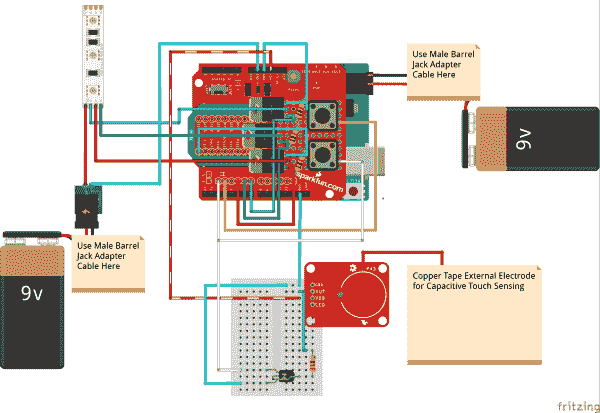 Use Male Barrel
Jack Adapter
Cable Here
9v
sparkfun.com
Use Male Barrel
Jack Adapter
Cable Here
9v
Copper Tape External Electrode
for Capacitive Touch Sensing
fritzing